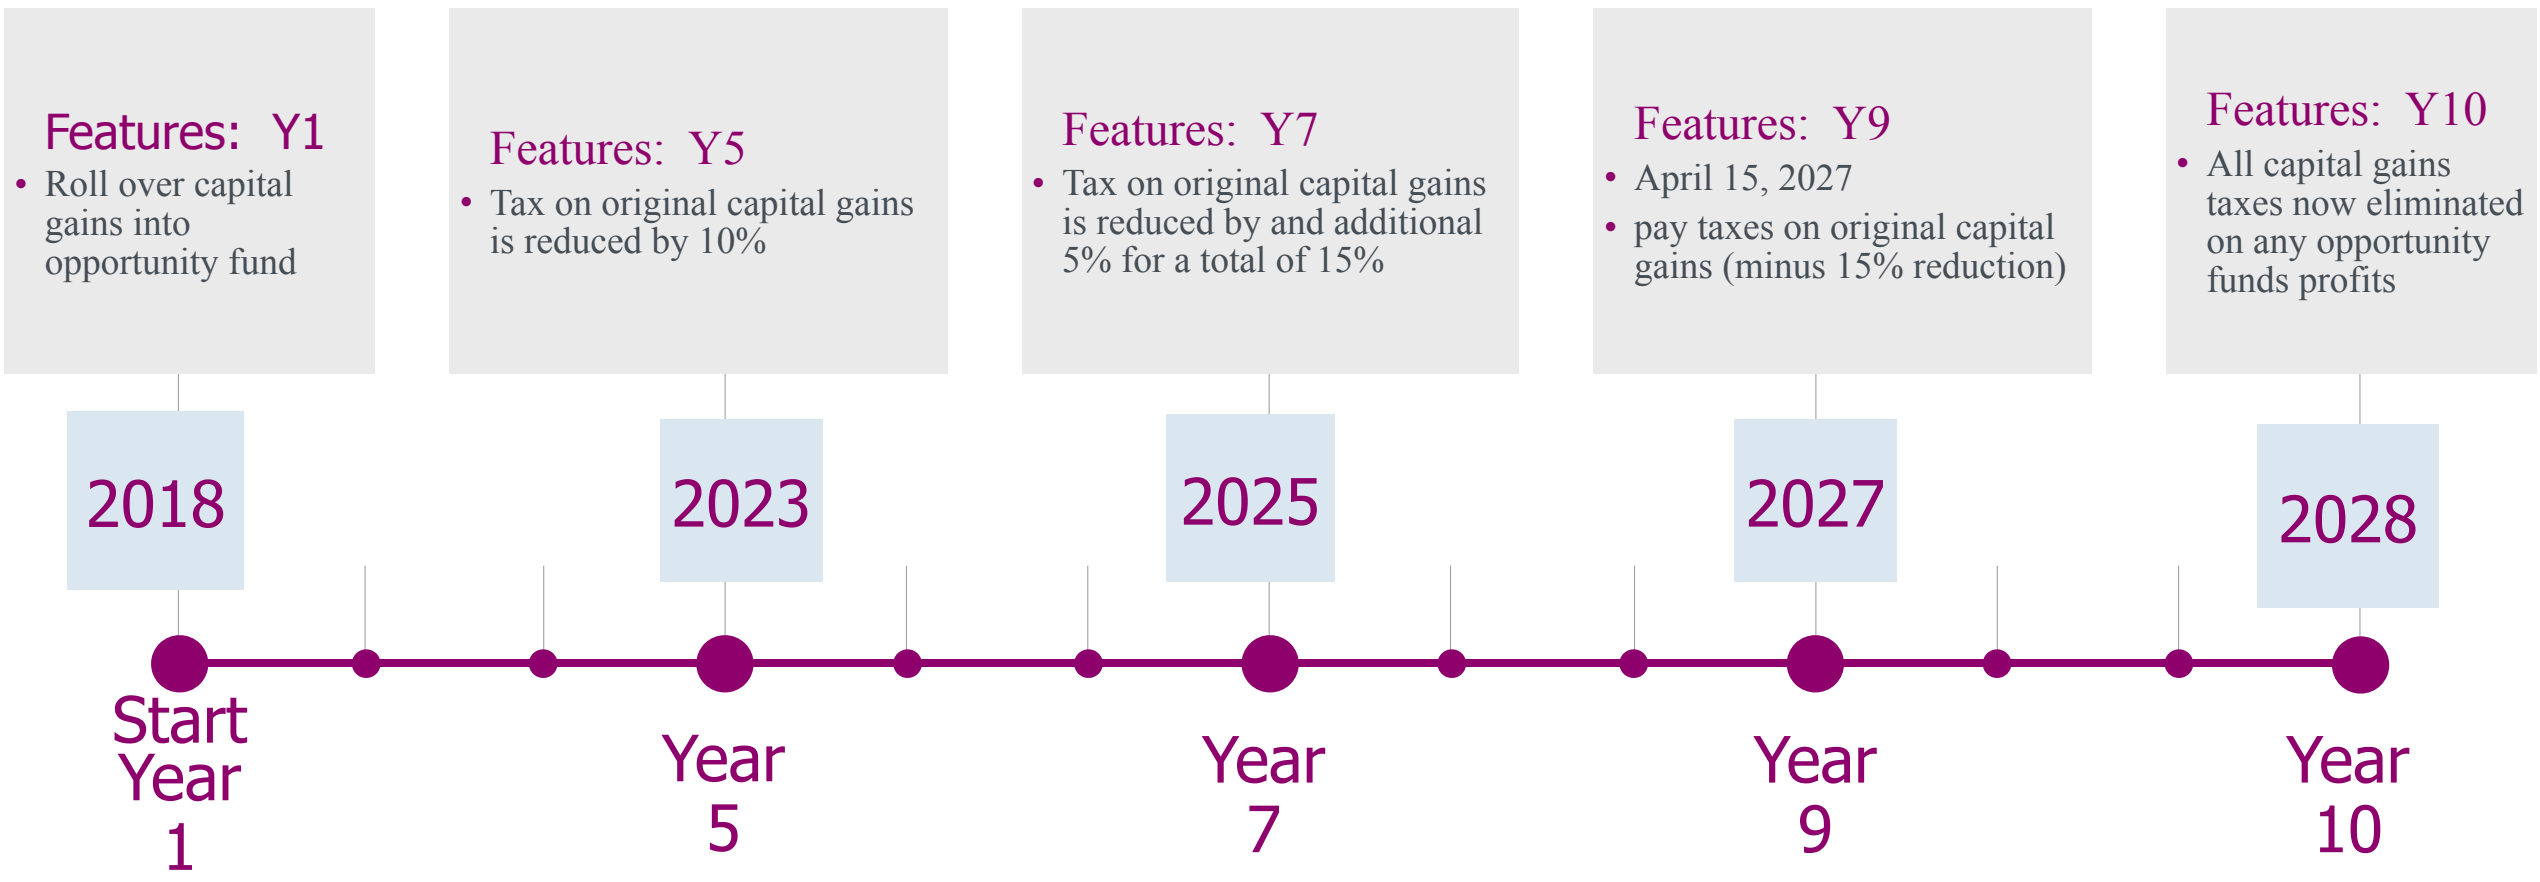 Features:  Y1
• Roll over capital
gains into
opportunity fund
Features:  Y5
• Tax on original capital gains
is reduced by 10%
Features:  Y7
• Tax on original capital gains
is reduced by and additional
5% for a total of 15%
Features:  Y9
• April 15, 2027
• pay taxes on original capital
gains (minus 15% reduction)
Features:  Y10
• All capital gains
taxes now eliminated
on any opportunity
funds profits
2018
2023
2025
2027
2028
Start
Year
1
Year
5
Year
7
Year
9
Year
10